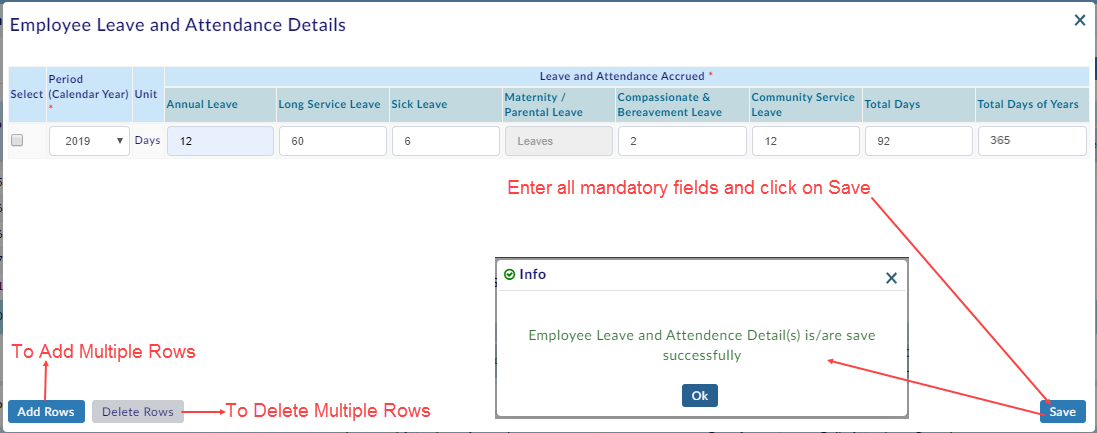 Employee Leave and Attendance Details
Leave and Attendance Accrued *
Select
Period
(Calendar Year)
*
Unit
Annual Leave
Long Service Leave
Sick Leave
Maternity /
Parental Leave
Compassionate &
Bereavement Leave
Community Service
Leave
Total Days
Total Days of Years
2019 Days 12 60 6 Leaves 2 12 92 365
Enter all mandatory fields and click on Save
Info
Employee Leave and Attendence Detail(s) is/are save
successfully
Ok
To Add Multiple Rows
Add Rows
Delete Rows
To Delete Multiple Rows
Save